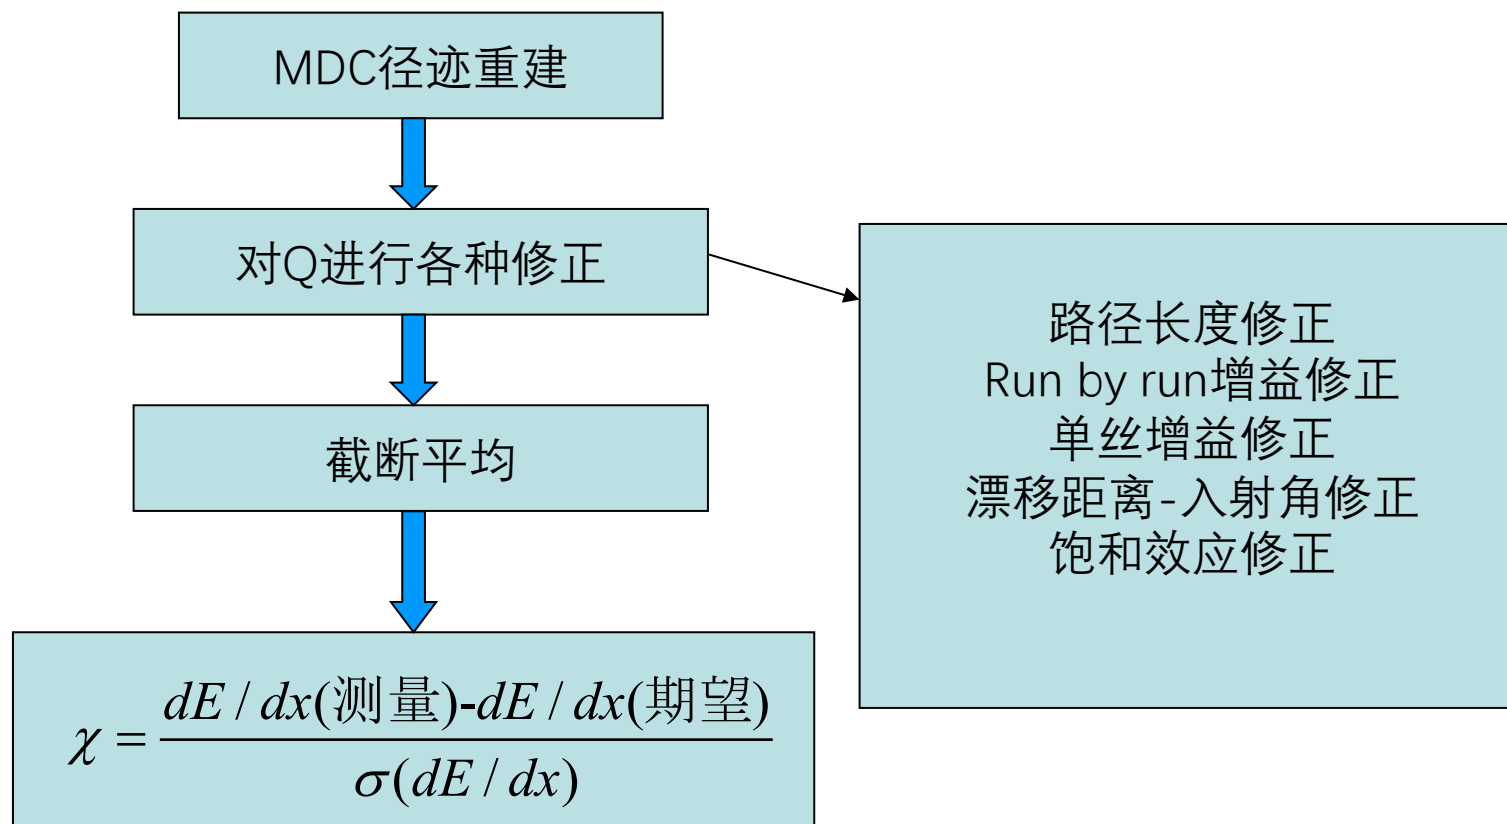 MDC径迹重建
对Q进行各种修正
路径长度修正
Run by run增益修正
单丝增益修正
漂移距离-入射角修正
饱和效应修正
截断平均
χ = \frac{dE / dx(测量)-dE / dx(期望)}{σ(dE / dx)}